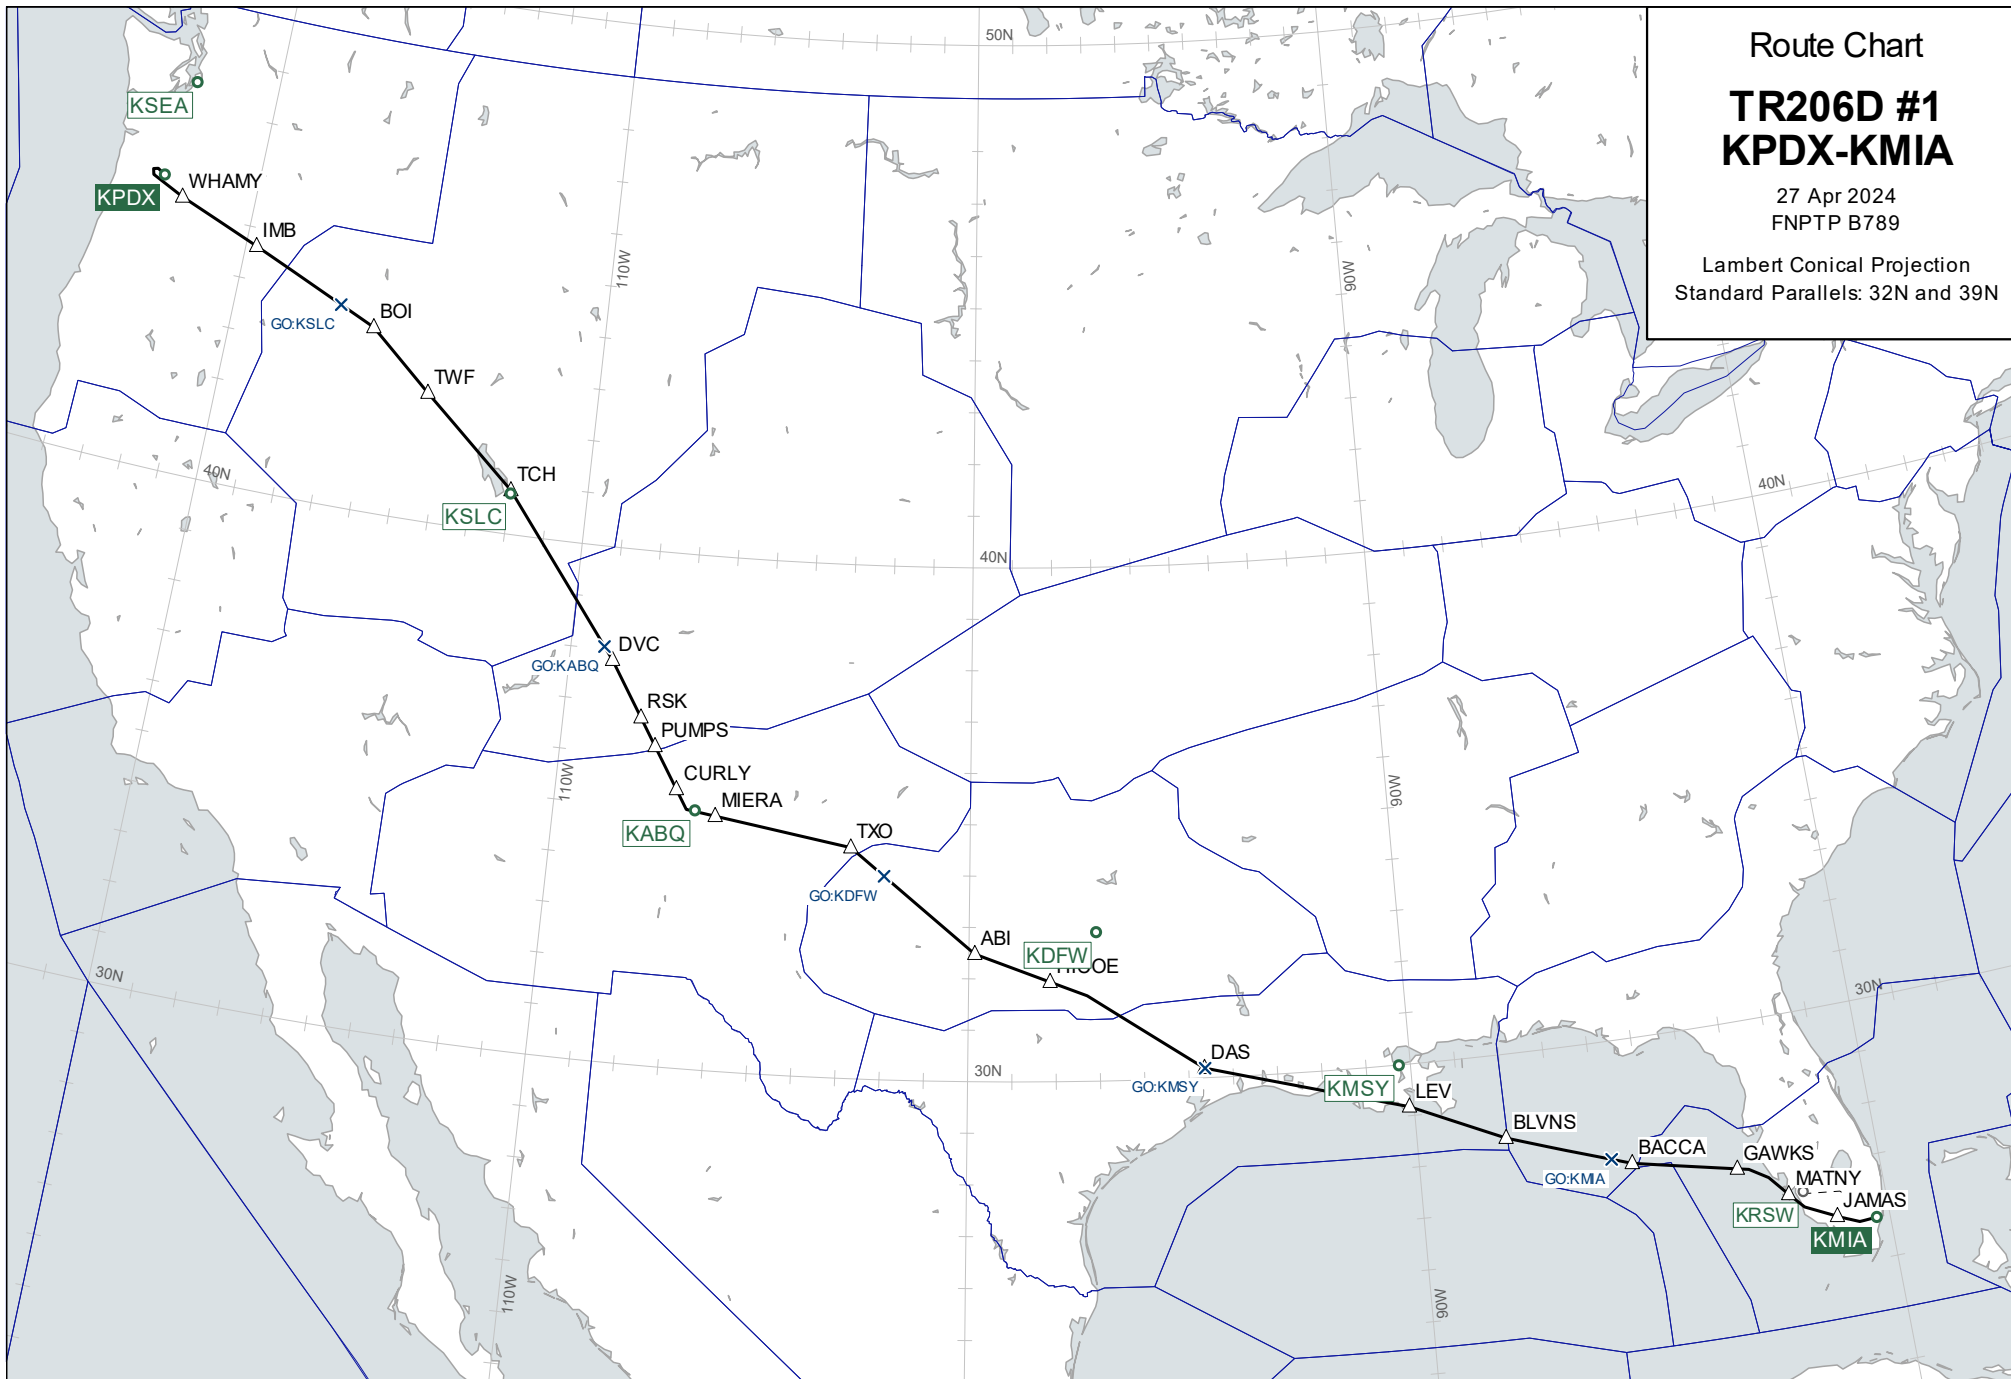 Route Chart
TR206D #1
KPDX-KMIA
27 Apr 2024
FNPTP B789
Lambert Conical Projection
Standard Parallels: 32N and 39N
50N
KSEA
WHAMY
KPDX
IMB
110W
90W
BOI
GO:KSLC
TWF
40N
TCH
40N
KSLC
40N
DVC
GO:KABQ
RSK
PUMPS
110W
CURLY
90W
MIERA
KABQ
TXO
GO:KDFW
ABI
KDFW
30N
30N
DAS
30N
GO:KMSY
KMSY
LEV
BLVNS
BACCA
GAWKS
GO:KMIA
MATNY
JAMAS
KRSW
KMIA
110W
90W